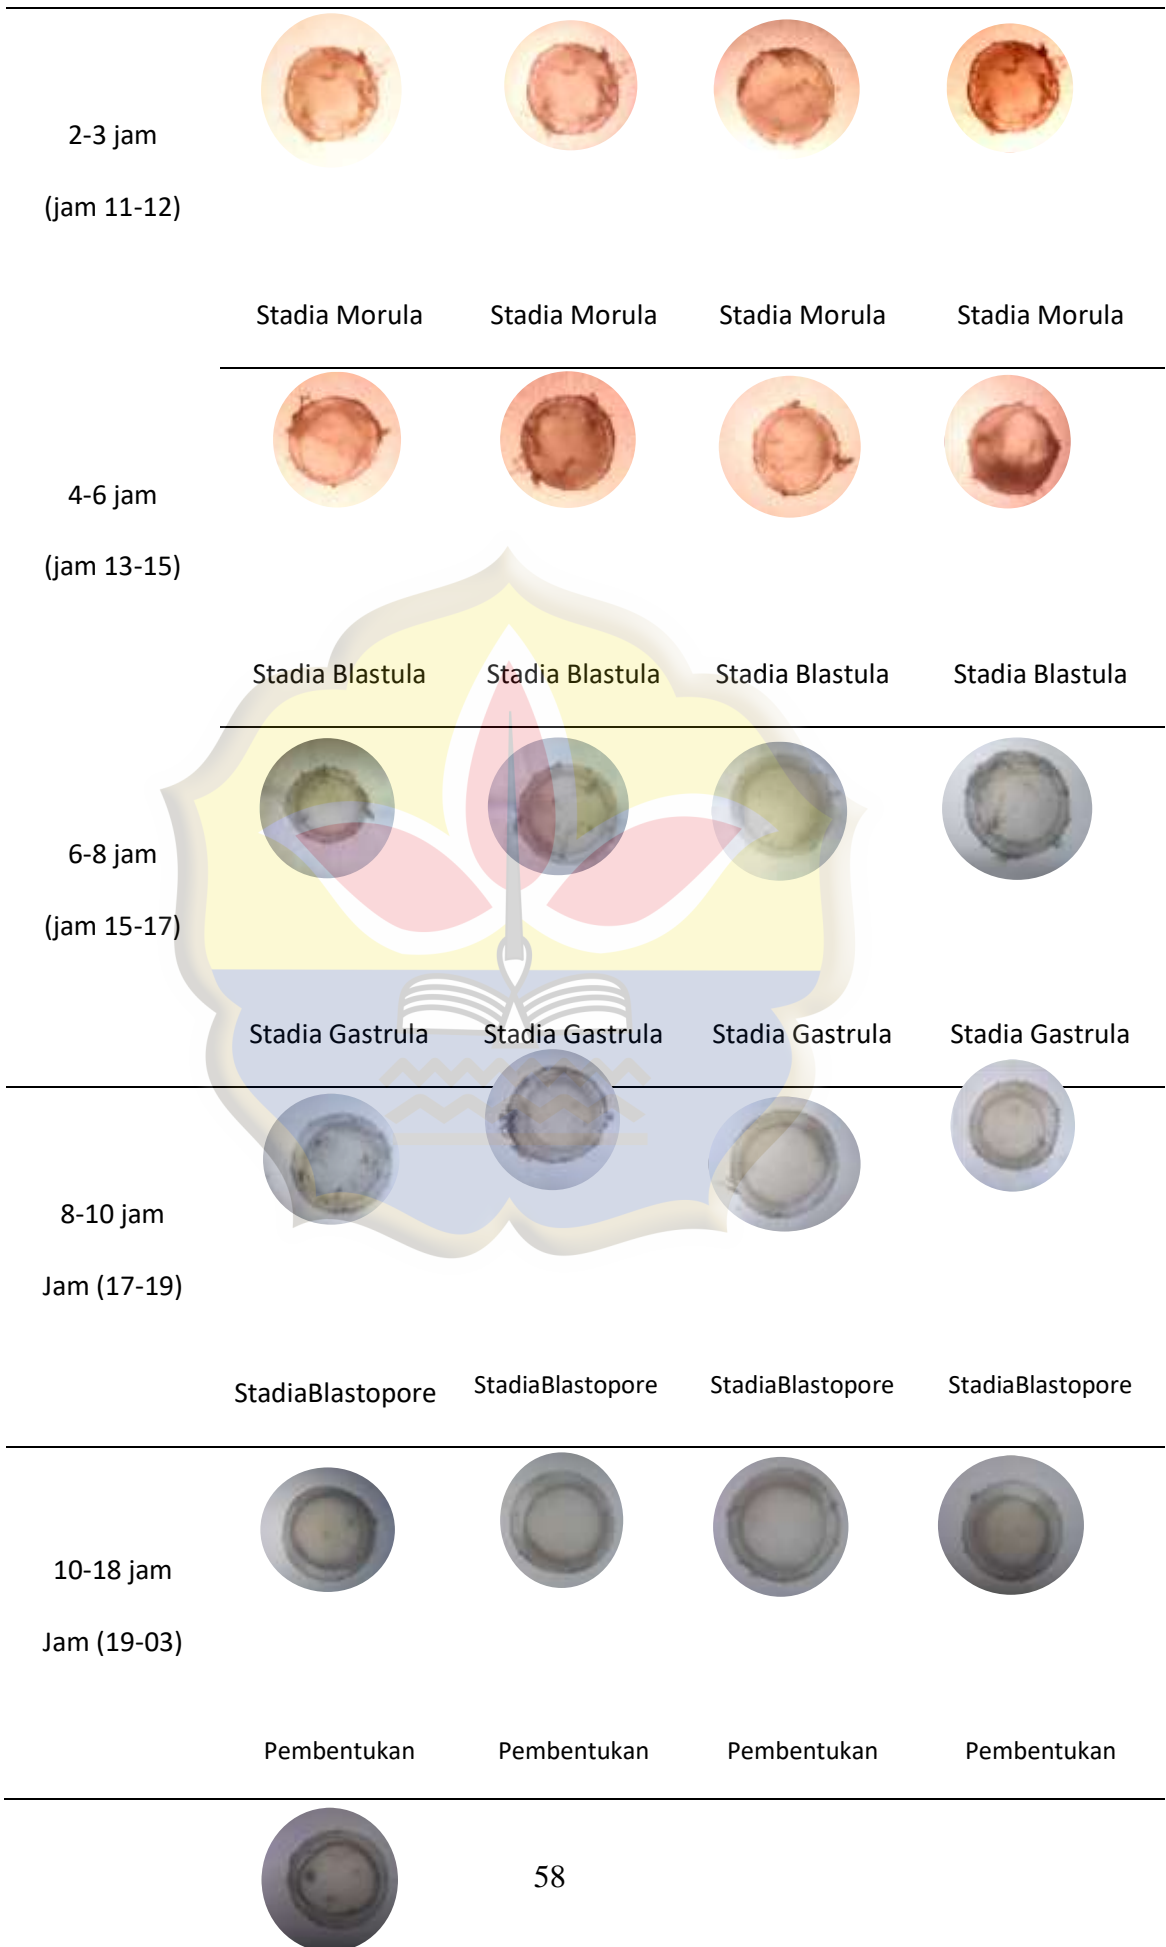 2-3 jam
(jam 11-12)
Stadia Morula Stadia Morula Stadia Morula Stadia Morula
4-6 jam
(jam 13-15)
Stadia Blastula Stadia Blastula Stadia Blastula Stadia Blastula
6-8 jam
(jam 15-17)
Stadia Gastrula Stadia Gastrula Stadia Gastrula Stadia Gastrula
8-10 jam
Jam (17-19)
StadiaBlastopore StadiaBlastopore StadiaBlastopore StadiaBlastopore
10-18 jam
Jam (19-03)
Pembentukan Pembentukan Pembentukan Pembentukan
58